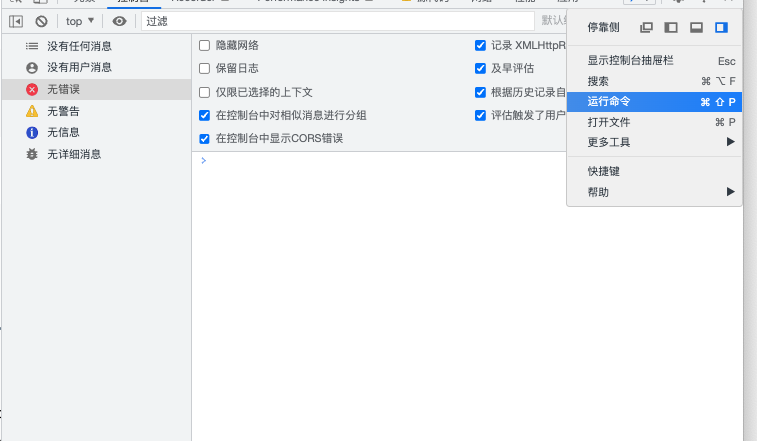 top ▼
过滤
停靠侧
没有任何消息
没有用户消息
无错误
无警告
无信息
无详细消息
隐藏网络
保留日志
仅限已选择的上下文
在控制台中对相似消息进行分组
在控制台中显示CORS错误
记录 XMLHttpR
及早评估
根据历史记录自
评估触发了用户
显示控制台抽屉栏 Esc
搜索 ⌘ ⌥ F
运行命令 ⌘ ⇧ P
打开文件 ⌘ P
更多工具 ▶
快捷键
帮助 ▶
>